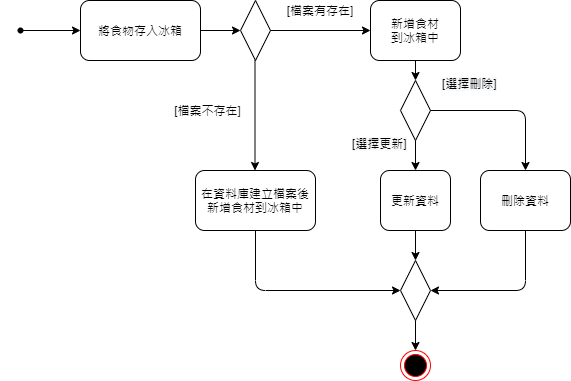 將食物存入冰箱
[檔案有存在]
新增食材
到冰箱中
[選擇刪除]
[檔案不存在]
[選擇更新]
在資料庫建立檔案後
新增食材到冰箱中
更新資料
刪除資料